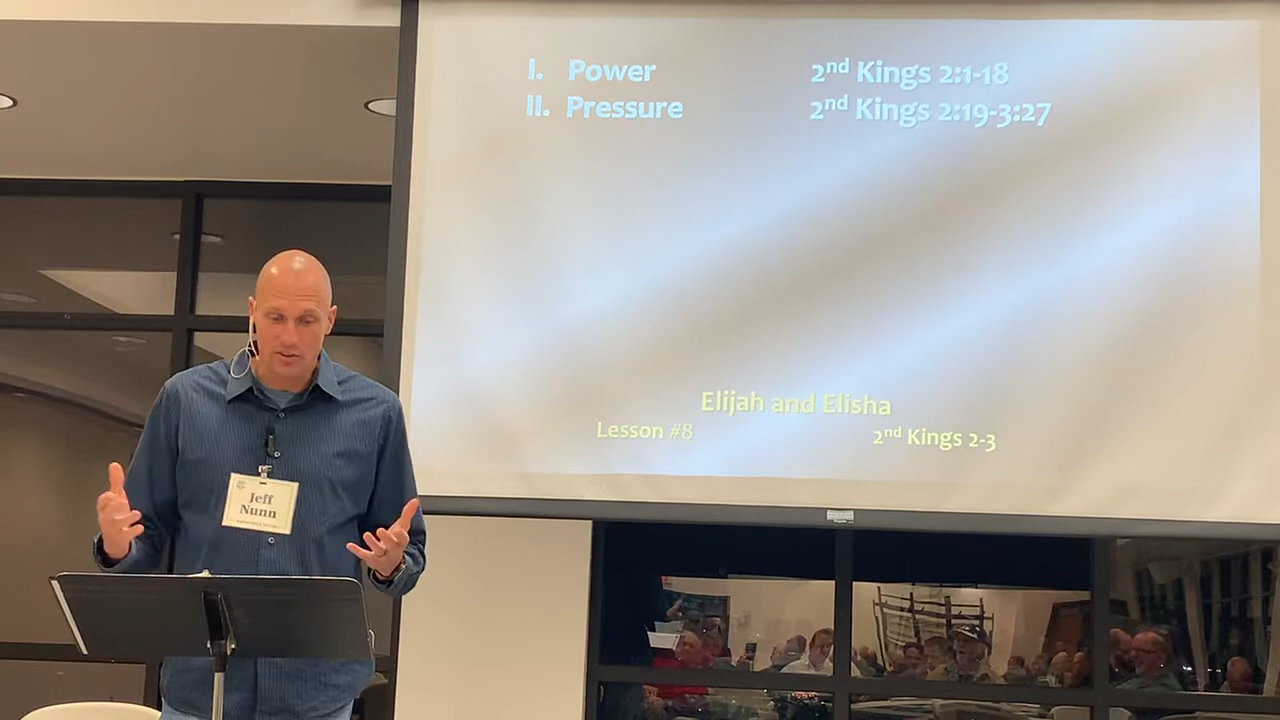 I. Power 2nd Kings 2:1-18
II. Pressure 2nd Kings 2:19-3:27
Elijah and Elisha
Lesson #8 2nd Kings 2-3
Jeff
Nunn